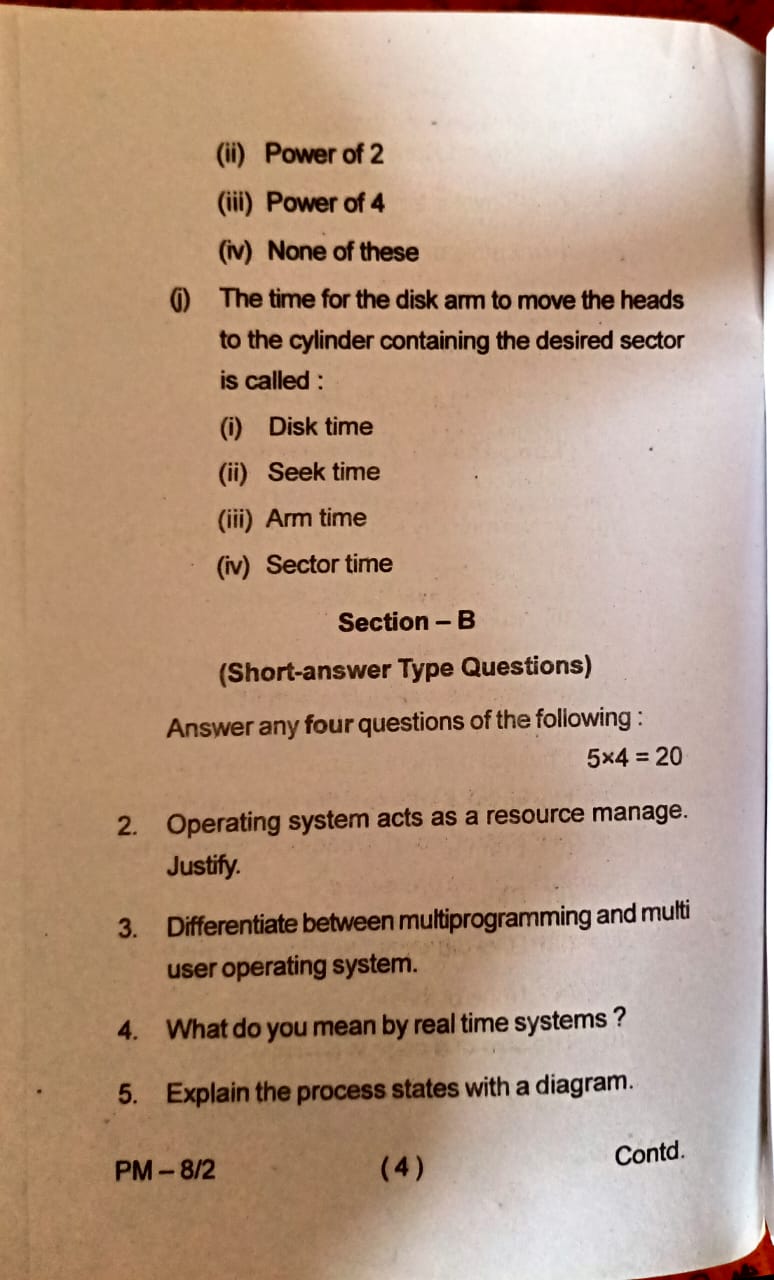 (ii) Power of 2
(iii) Power of 4
(iv) None of these
(j) The time for the disk arm to move the heads
to the cylinder containing the desired sector
is called :
(i) Disk time
(ii) Seek time
(iii) Arm time
(iv) Sector time
Section – B
(Short-answer Type Questions)
Answer any four questions of the following :
5×4 = 20
2. Operating system acts as a resource manage.
Justify.
3. Differentiate between multiprogramming and multi
user operating system.
4. What do you mean by real time systems ?
5. Explain the process states with a diagram.
PM – 8/2 (4) Contd.